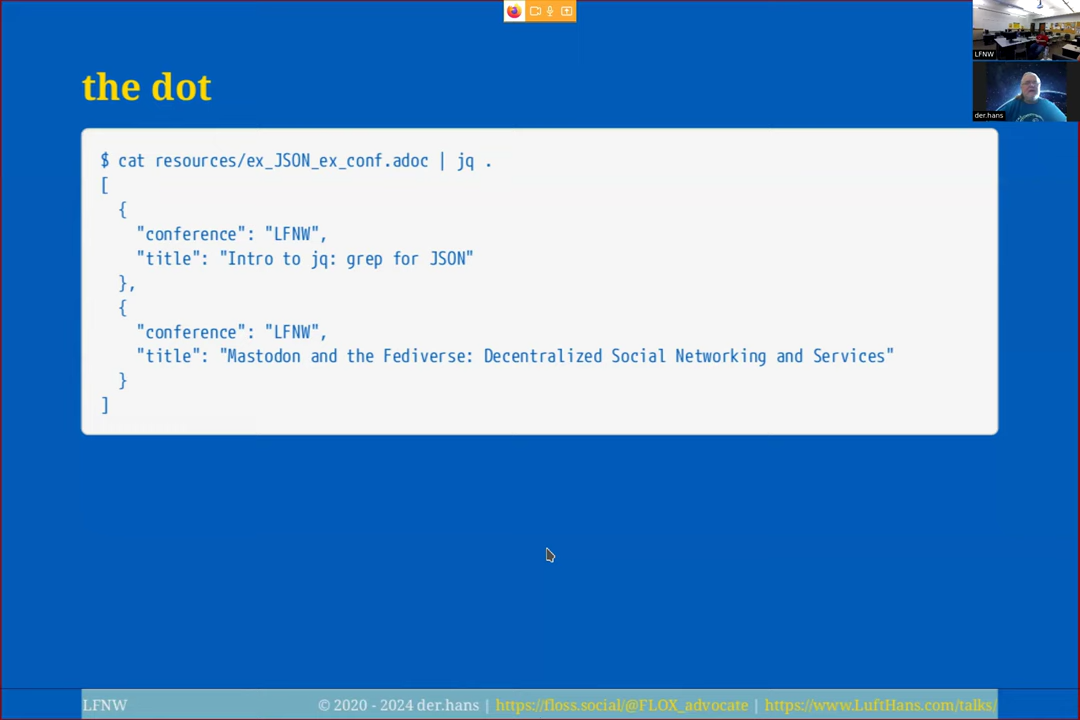 LFNW
der.hans
the dot
$ cat resources/ex_JSON_ex_conf.adoc | jq .
[
  {
    "conference": "LFNW",
    "title": "Intro to jq: grep for JSON"
  },
  {
    "conference": "LFNW",
    "title": "Mastodon and the Fediverse: Decentralized Social Networking and Services"
  }
]
LFNW © 2020 - 2024 der.hans | https://floss.social/@FLOX_advocate | https://www.LuftHans.com/talks/